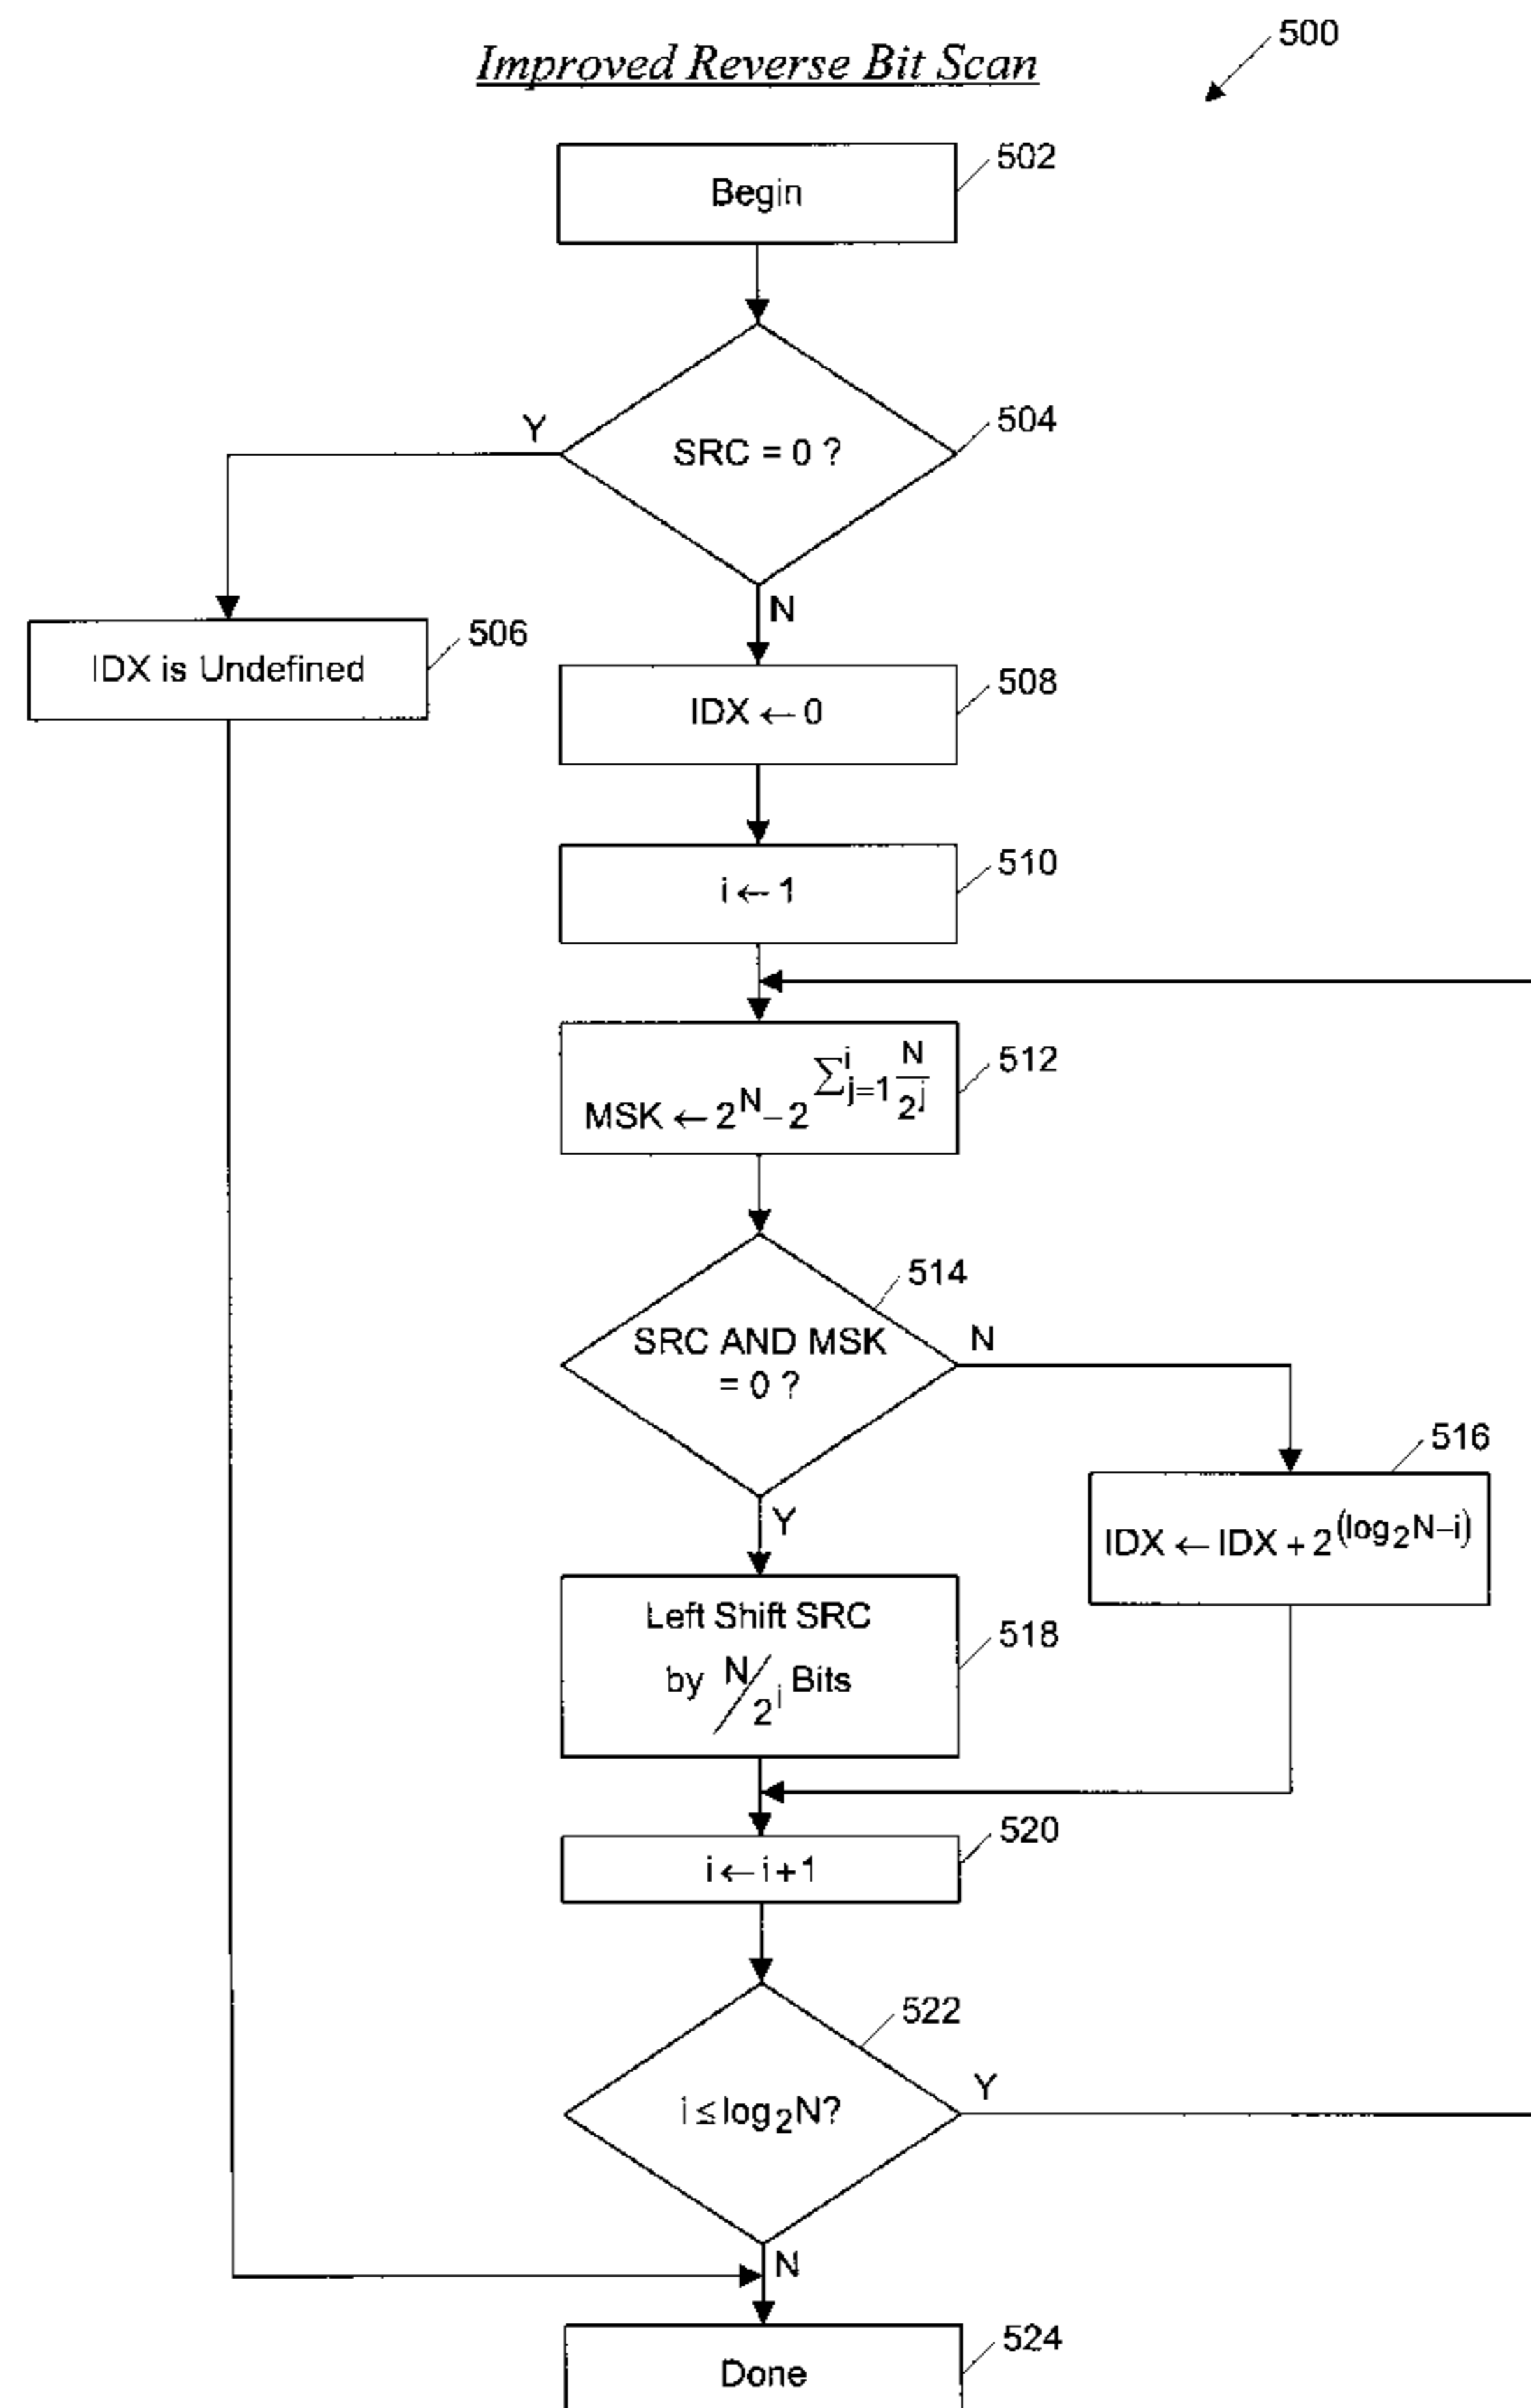 Improved Reverse Bit Scan
500
Begin
502
SRC = 0 ?
504
Y
N
IDX is Undefined
506
IDX ← 0
508
i ← 1
510
MSK ← 2^N – 2^{∑_{j=1}^{i} N/2^j}
512
SRC AND MSK
= 0 ?
514
N
Y
IDX ← IDX + 2^(log₂N–i)
516
Left Shift SRC
by N/2^i Bits
518
i ← i + 1
520
i ≤ log₂N?
522
Y
N
Done
524